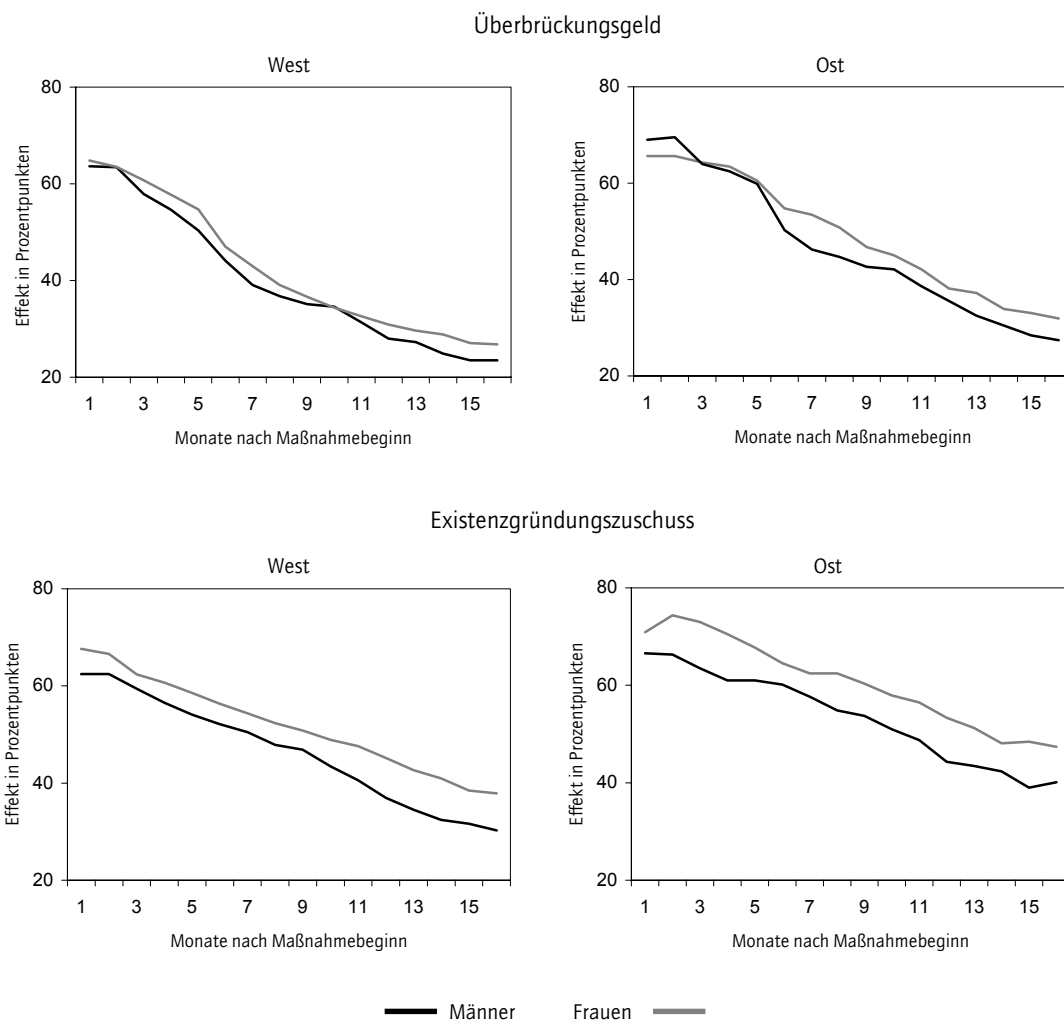 Überbrückungsgeld
West
Effekt in Prozentpunkten
80
60
40
20
1 3 5 7 9 11 13 15
Monate nach Maßnahmebeginn
Ost
Effekt in Prozentpunkten
80
60
40
20
1 3 5 7 9 11 13 15
Monate nach Maßnahmebeginn
Existenzgründungszuschuss
West
Effekt in Prozentpunkten
80
60
40
20
1 3 5 7 9 11 13 15
Monate nach Maßnahmebeginn
Ost
Effekt in Prozentpunkten
80
60
40
20
1 3 5 7 9 11 13 15
Monate nach Maßnahmebeginn
Männer Frauen